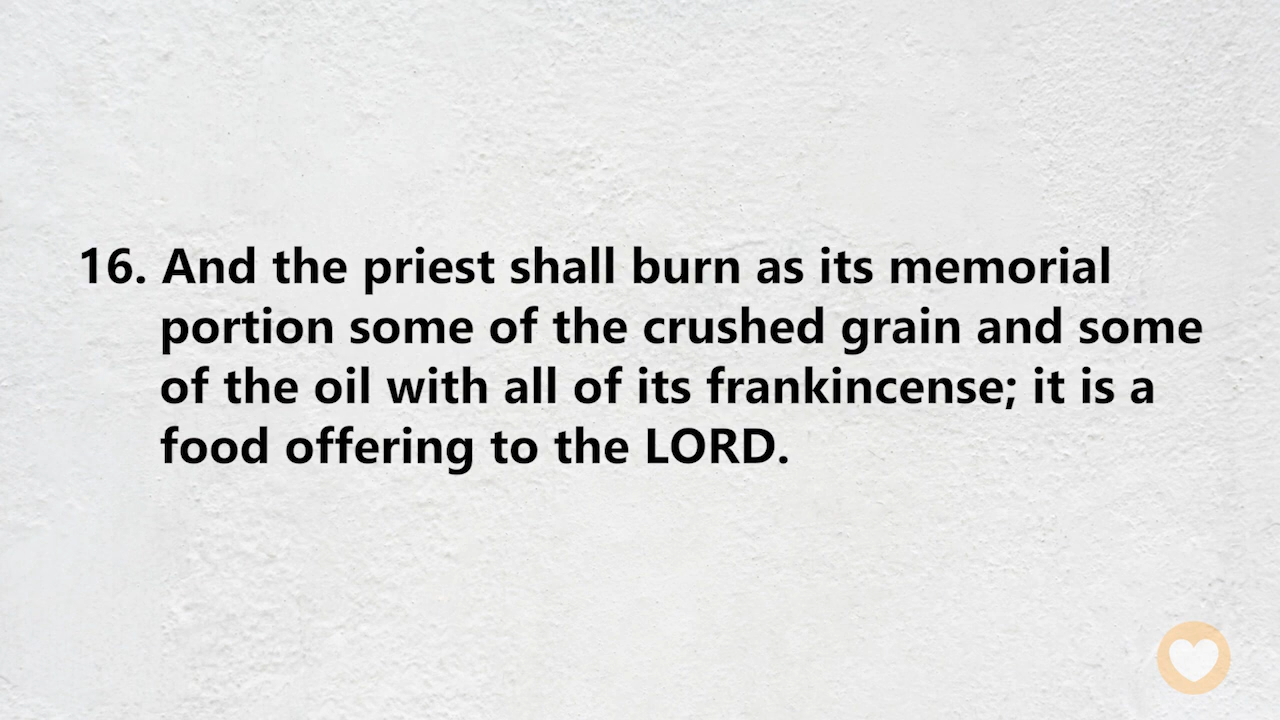 16. And the priest shall burn as its memorial
portion some of the crushed grain and some
of the oil with all of its frankincense; it is a
food offering to the LORD.